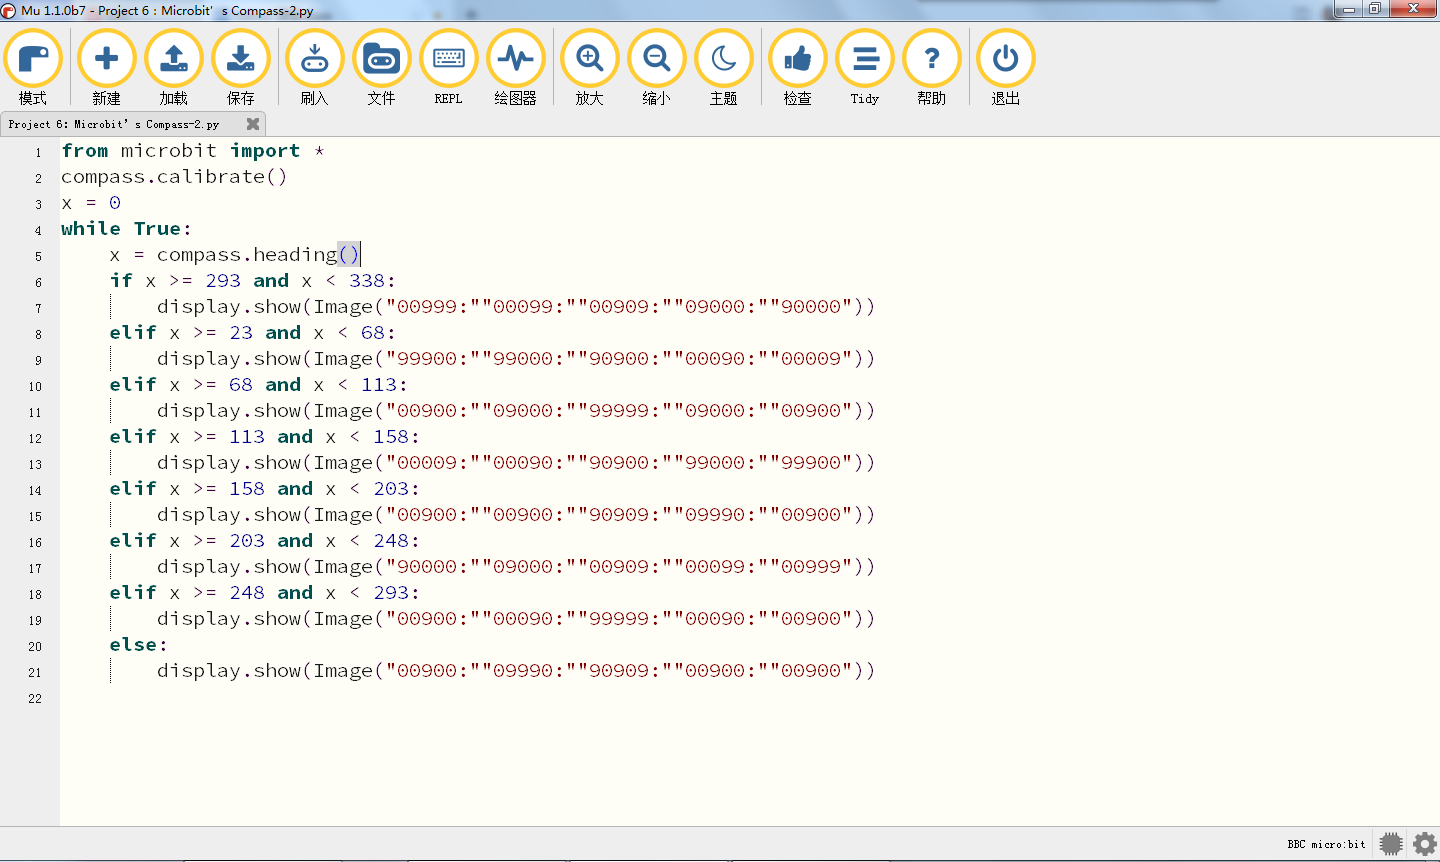 Mu 1.1.0b7 - Project 6 : Microbit’ s Compass-2.py
模式 新建 加载 保存 刷入 文件 REPL 绘图器 放大 缩小 主题 检查 Tidy 帮助 退出
Project 6: Microbit’ s Compass-2.py
1 from microbit import *
2 compass.calibrate()
3 x = 0
4 while True:
5     x = compass.heading()
6     if x >= 293 and x < 338:
7         display.show(Image("00999:""00099:""00909:""09000:""90000"))
8     elif x >= 23 and x < 68:
9         display.show(Image("99900:""99000:""90900:""00090:""00009"))
10     elif x >= 68 and x < 113:
11         display.show(Image("00900:""09000:""99999:""09000:""00900"))
12     elif x >= 113 and x < 158:
13         display.show(Image("00009:""00090:""90900:""99000:""99900"))
14     elif x >= 158 and x < 203:
15         display.show(Image("00900:""00900:""90909:""09990:""00900"))
16     elif x >= 203 and x < 248:
17         display.show(Image("90000:""09000:""00909:""00099:""00999"))
18     elif x >= 248 and x < 293:
19         display.show(Image("00900:""00090:""99999:""00090:""00900"))
20     else:
21         display.show(Image("00900:""09990:""90909:""00900:""00900"))
22
BBC micro:bit